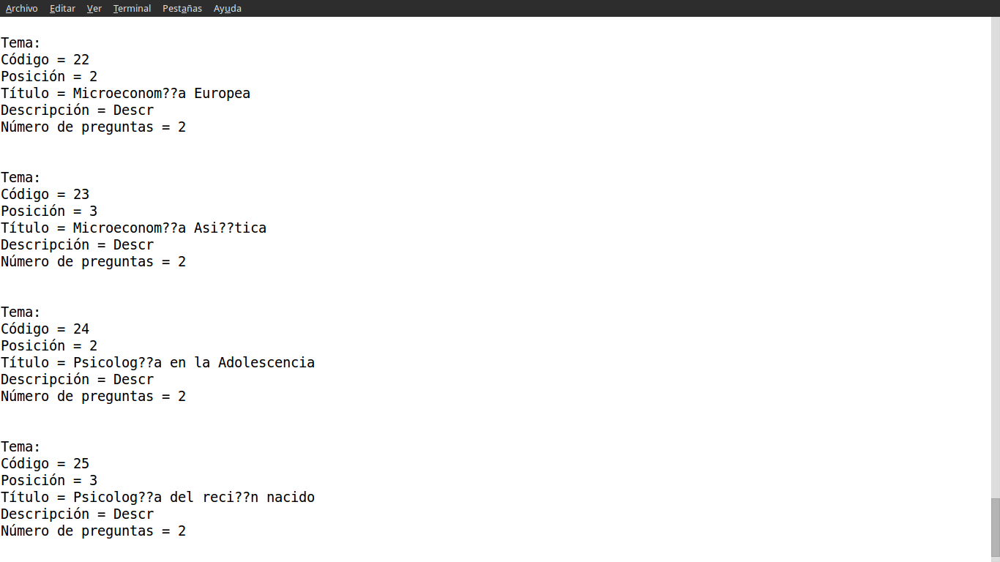 Archivo Editar Ver Terminal Pestañas Ayuda
Tema:
Código = 22
Posición = 2
Título = Microeconom??a Europea
Descripción = Descr
Número de preguntas = 2
Tema:
Código = 23
Posición = 3
Título = Microeconom??a Asi??tica
Descripción = Descr
Número de preguntas = 2
Tema:
Código = 24
Posición = 2
Título = Psicolog??a en la Adolescencia
Descripción = Descr
Número de preguntas = 2
Tema:
Código = 25
Posición = 3
Título = Psicolog??a del reci??n nacido
Descripción = Descr
Número de preguntas = 2